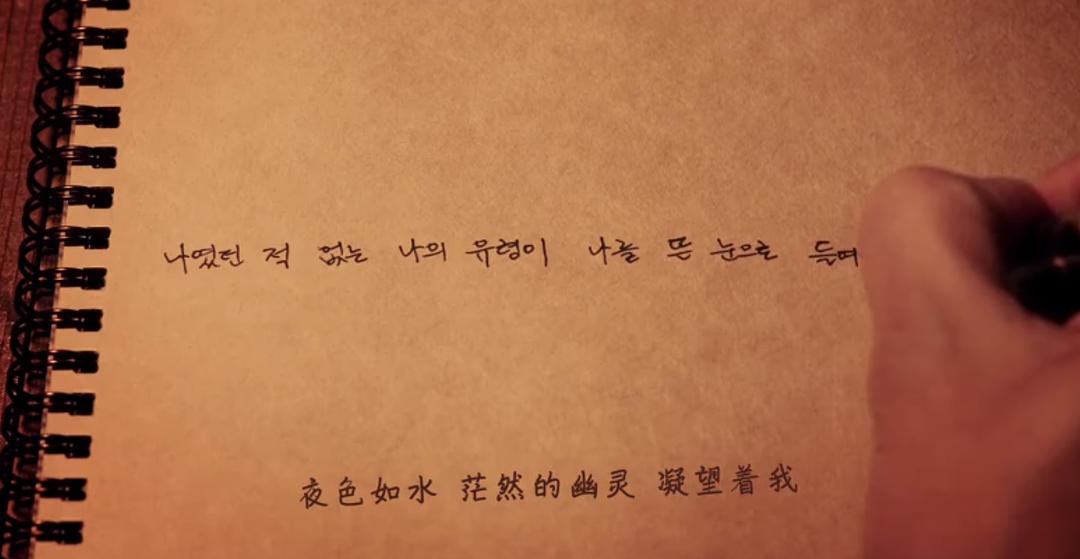 나였던 적 없는 나의 유령이 나를 뜬 눈으로 들여
夜色如水 茫然的幽灵 凝望着我